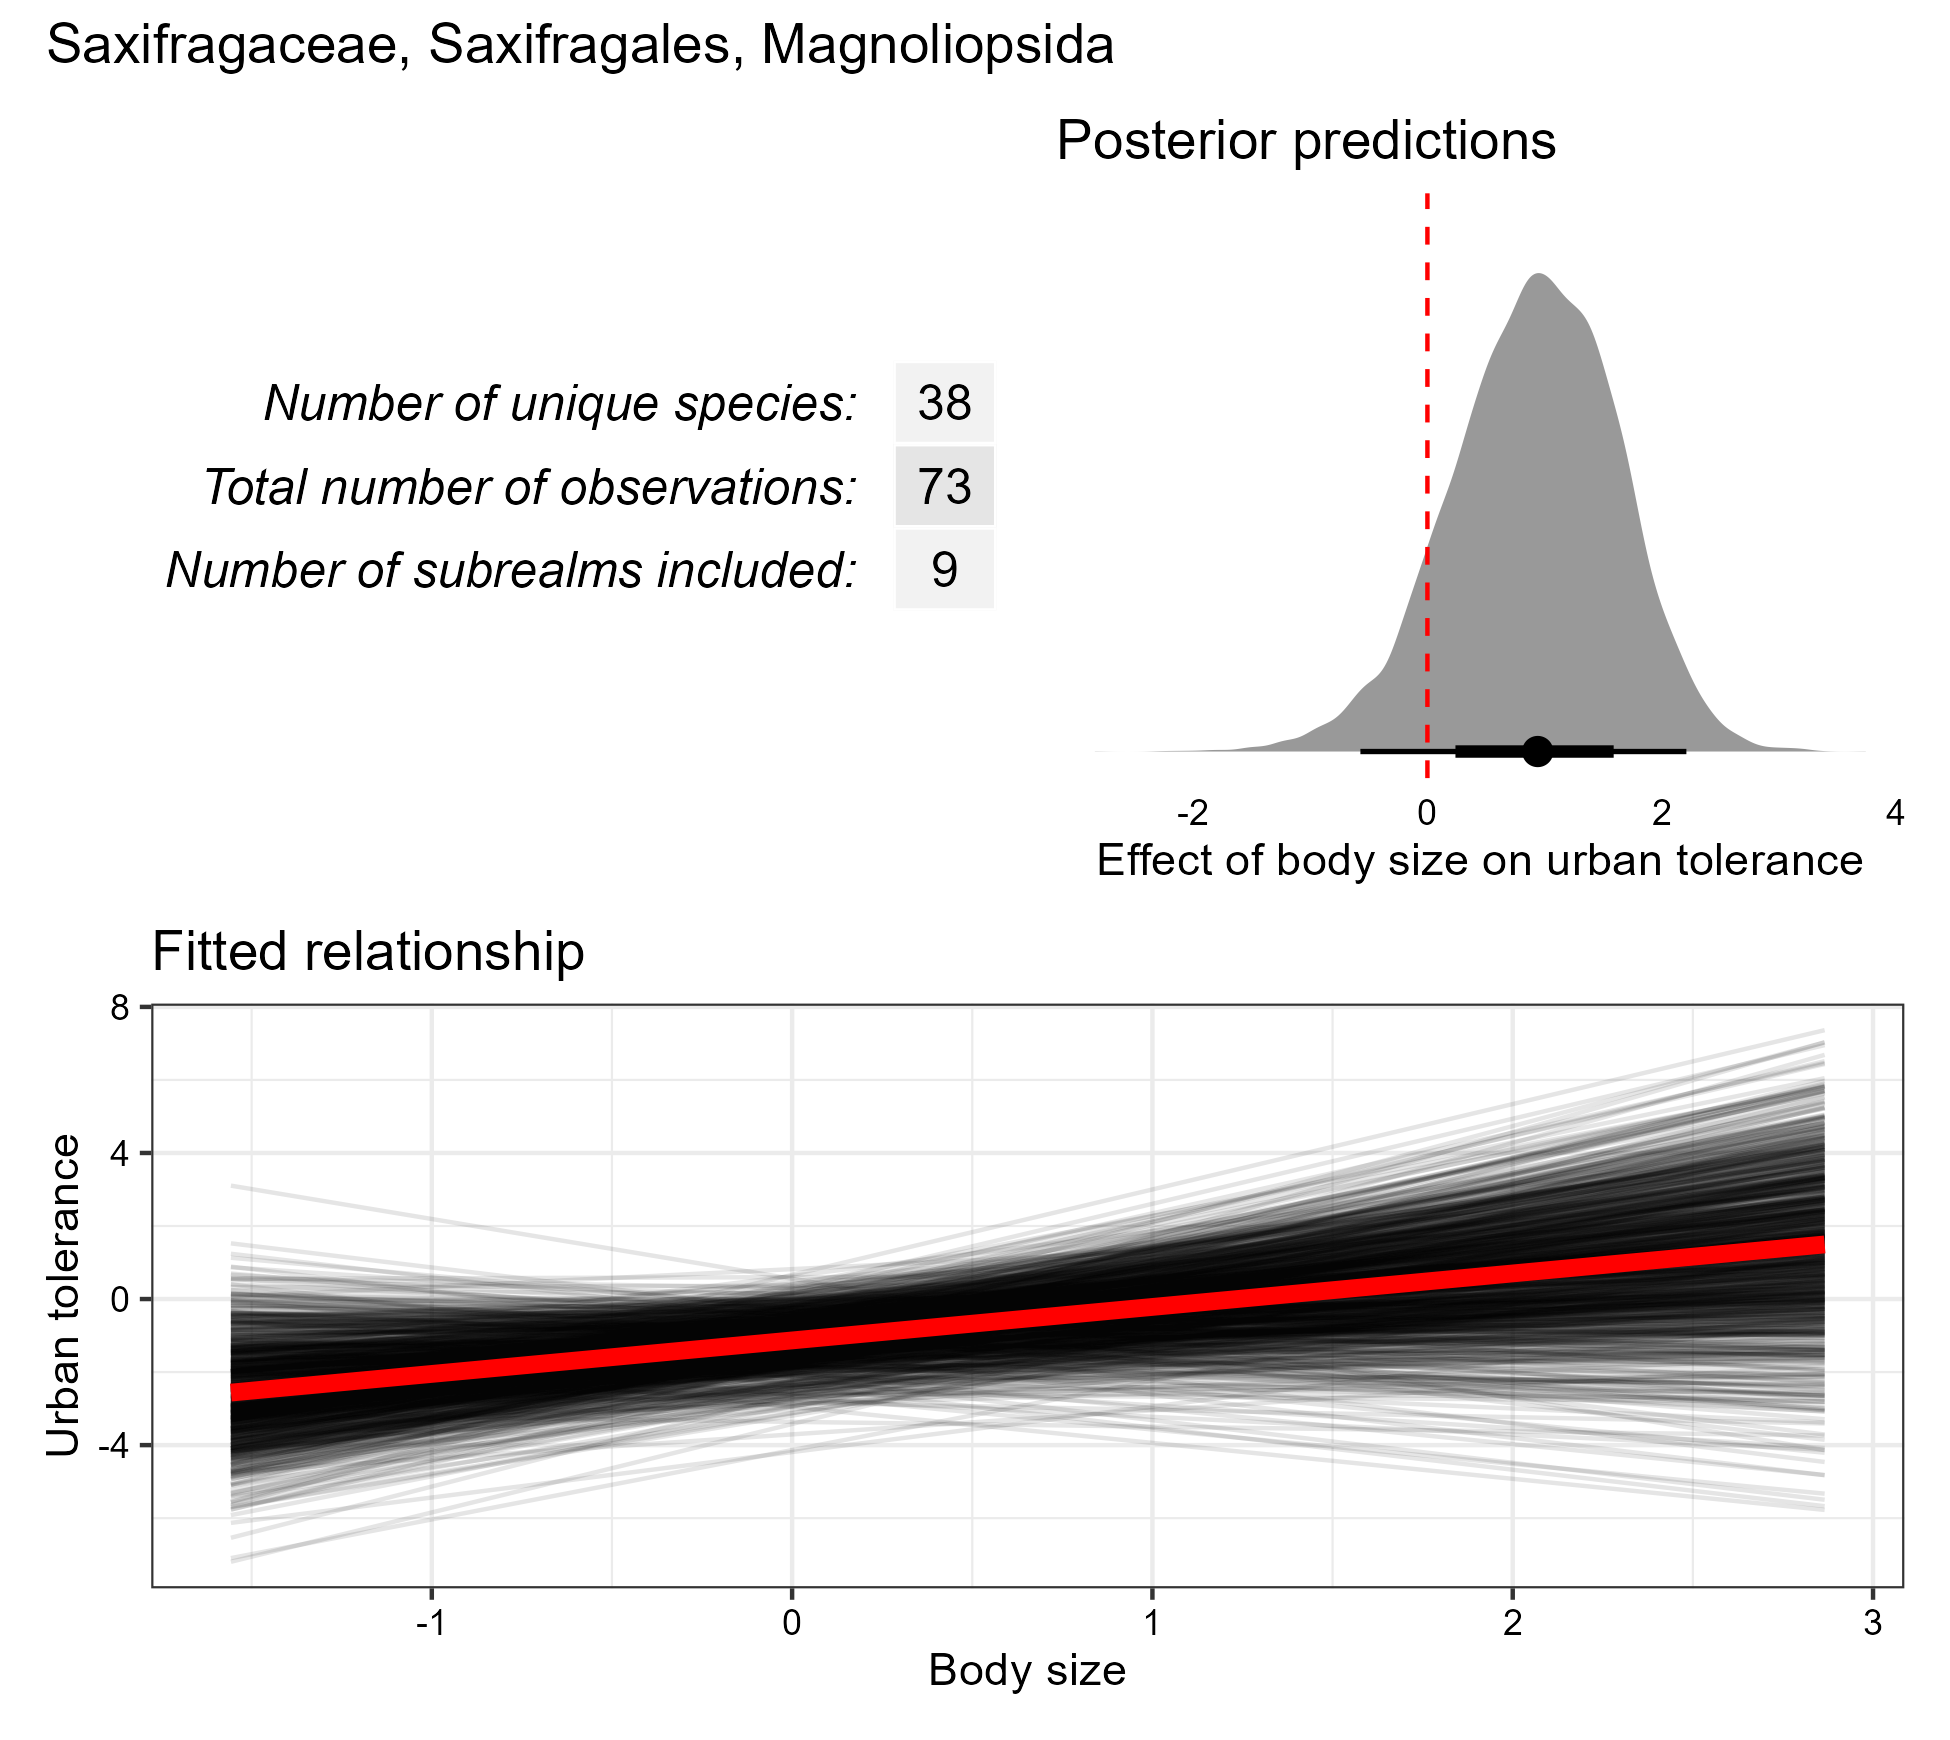 Saxifragaceae, Saxifragales, Magnoliopsida
Posterior predictions
Number of unique species: 38
Total number of observations: 73
Number of subrealms included: 9
-2 0 2 4
Effect of body size on urban tolerance
Fitted relationship
8
4
0
-4
Urban tolerance
-1 0 1 2 3
Body size